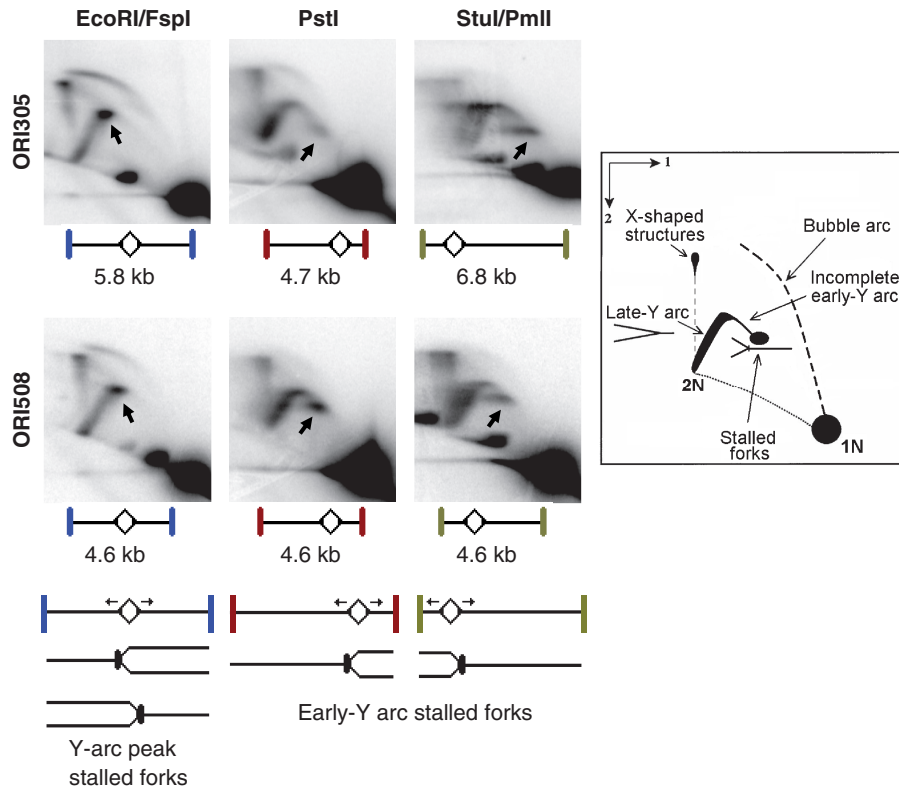 EcoRI/FspI
PstI
StuI/PmlI
ORI305
5.8 kb
4.7 kb
6.8 kb
ORI508
4.6 kb
4.6 kb
4.6 kb
Y-arc peak
stalled forks
Early-Y arc stalled forks
1
2
X-shaped
structures
Bubble arc
Incomplete
early-Y arc
Late-Y arc
2N
Stalled
forks
1N